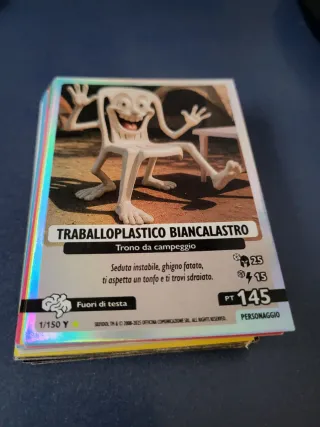 TRABALLOPLASTICO BIANCALASTRO
Trono da campeggio
Seduta instabile, ghigno fatato,
ti aspetta un tonfo e ti trovi sdraiato.
25
15
Fuori di testa
PT 145
1/150 Y
PERSONAGGIO